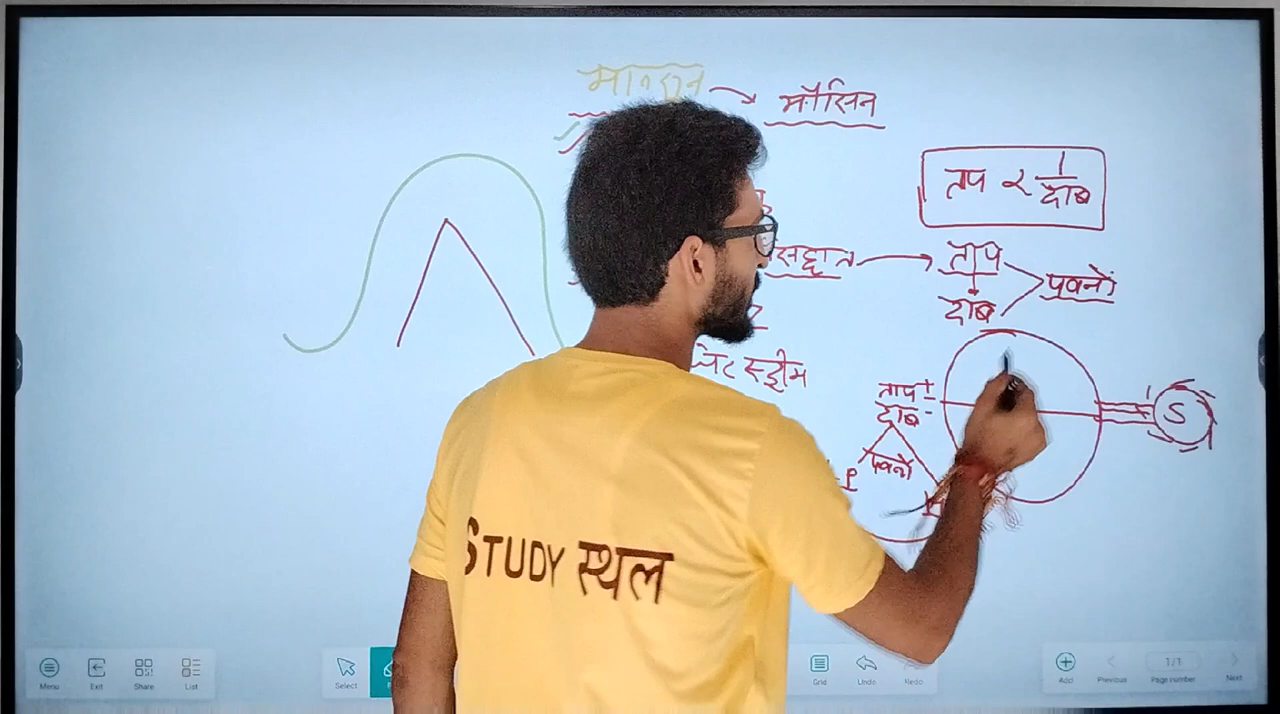 मानसून → मौसिन
ताप ∝ 1/दाब
ताप
पवनों
दाब
जेट स्ट्रीम
ताप +
दाब -
पवनों
P
S
STUDY स्थल
Menu
Exit
Share
List
Select
Grid
Undo
Redo
Add
Previous
1/1
Page number
Next